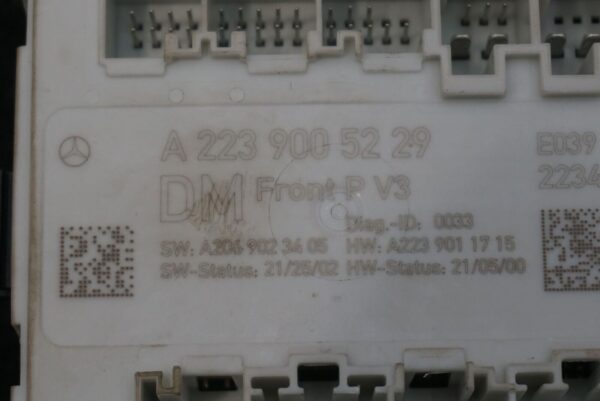 A 223 900 52 29
DM Front R V3
Diag.-ID: 0033
SW: A206 902 34 05 HW: A223 901 17 15
SW-Status: 21/25/02 HW-Status: 21/05/00
E039
2234